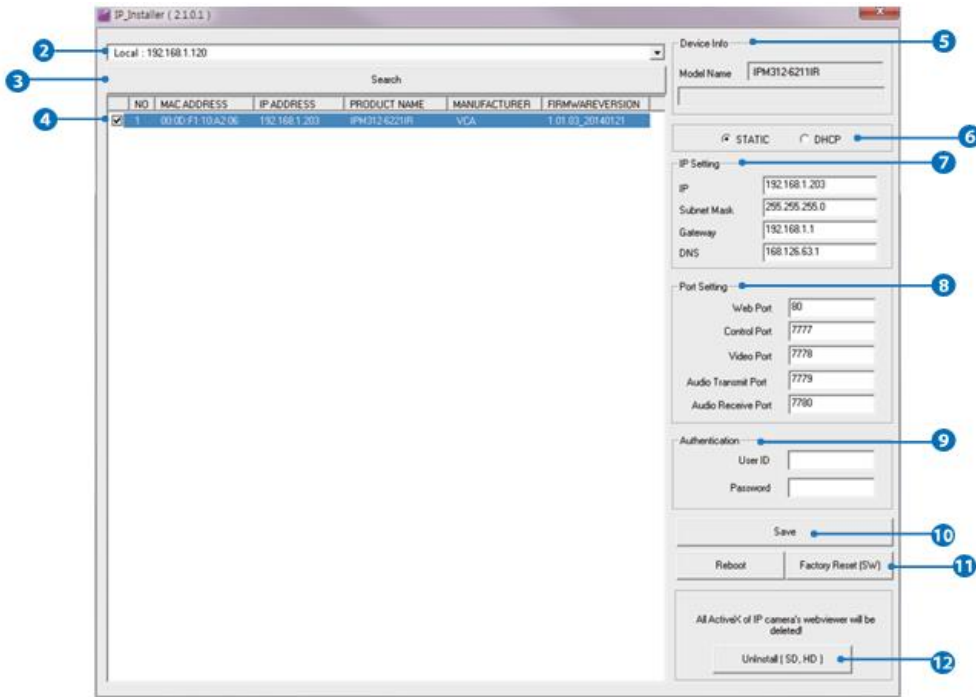 IP_Installer ( 2.1.0.1 )
2
Local : 192.168.1.120
3
Search
NO MAC ADDRESS IP ADDRESS PRODUCT NAME MANUFACTURER FIRMWAREVERSION
4
1 00:0D:F1:10:A2:06 192.168.1.203 IPM312-6221IR VCA 1.01.03_20140121
Device Info
5
Model Name IPM312-6211IR
STATIC DHCP
6
IP Setting
7
IP 192.168.1.203
Subnet Mask 255.255.255.0
Gateway 192.168.1.1
DNS 168.126.63.1
Port Setting
8
Web Port 80
Control Port 7777
Video Port 7778
Audio Transmit Port 7779
Audio Receive Port 7780
Authentication
9
User ID
Password
Save
10
Reboot Factory Reset (SW)
11
All ActiveX of IP camera's webviewer will be
deleted!
Uninstall ( SD, HD )
12